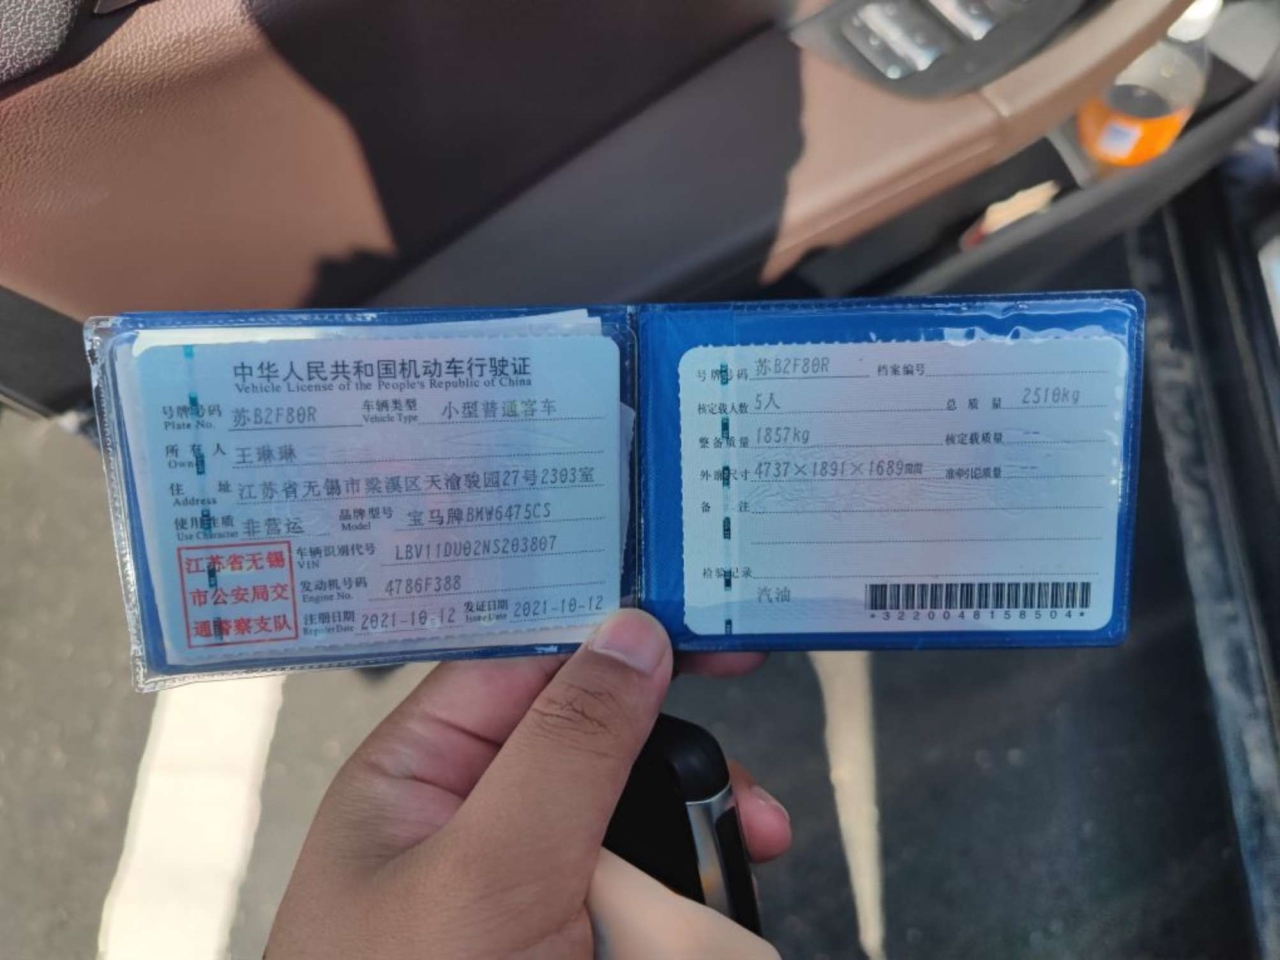 中华人民共和国机动车行驶证
Vehicle License of the People's Republic of China
号牌号码 苏B2F80R 车辆类型 小型普通客车
Plate No. Vehicle Type
所有人 王琳琳
Owner
住址 江苏省无锡市梁溪区天渝骏园27号2303室
Address
使用性质 非营运 品牌型号 宝马牌BMW6475CS
Use Character Model
江苏省无锡
市公安局交
通警察支队
车辆识别代号 LBV11DU02NS203807
VIN
发动机号码 4786F388
Engine No.
注册日期 2021-10-12 发证日期 2021-10-12
Register Date Issue Date
号牌号码 苏B2F80R 档案编号
核定载人数 5人 总质量 2510kg
整备质量 1857kg 核定载质量
外廓尺寸 4737×1891×1689mm 准牵引总质量
备注
检验记录
汽油
*3220048158504*